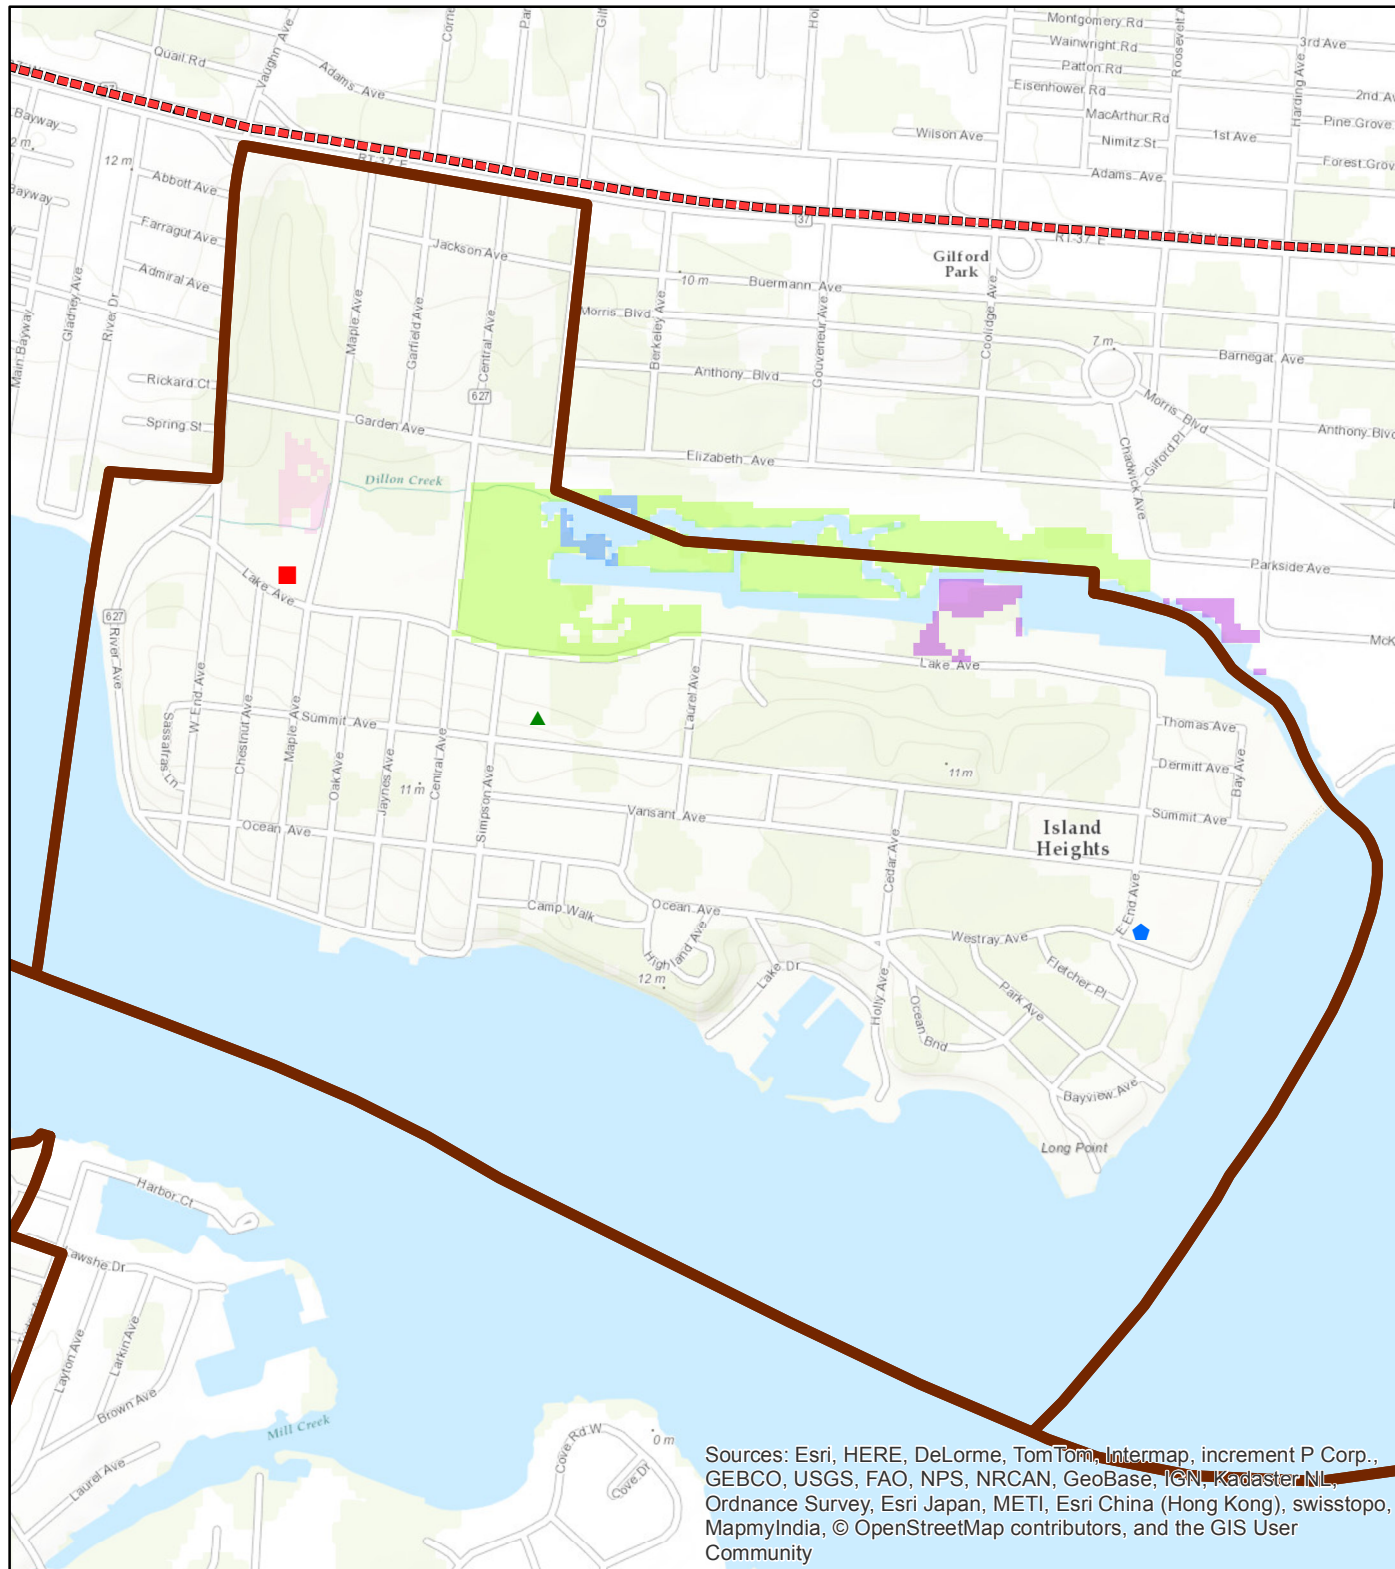 Montgomery Rd
3rd Ave
Quail Rd
Vaughn Ave
Wainwright Rd
Adams Ave
Patton Rd
Roosevelt A
Eisenhower Rd
2nd Av
Harding Ave
MacArthur Rd
Pine Grove
Bayway
Wilson Ave
Nimitz St
1st Ave
2 m
12 m
RT 37 E
Forest Grov
Abbott Ave
Adams Ave
Bayway
Farragut Ave
37
RT 37 E
RT 37 W
Jackson Ave
Gilford
Park
Admiral Ave
10 m
Buermann Ave
Gladney Ave
River Dr
Maple Ave
Garfield Ave
Central Ave
Morris Blvd
Berkeley Ave
Gouveneur Ave
Coolidge Ave
Main Bayway
7 m
Barnegat Ave
Rickard Ct
Anthony Blvd
627
Morris Blvd
Spring St
Garden Ave
Anthony Blvd
Gilford Pl
Chadwick Ave
Elizabeth Ave
Dillon Creek
Parkside Ave
Lake Ave
627
River Ave
McK
Lake Ave
W End Ave
Chestnut Ave
Maple Ave
Laurel Ave
Summit Ave
Sassafras Ln
Thomas Ave
Oak Ave
Jaynes Ave
Central Ave
11 m
Dermitt Ave
Bay Ave
11 m
Simpson Ave
Vansant Ave
Summit Ave
Ocean Ave
Island
Heights
Cedar Ave
Camp Walk
Ocean Ave
E End Ave
Westray Ave
Highland Ave
12 m
Lake Dr
Fletcher Pl
Holly Ave
Park Ave
Ocean Bnd
Bayview Ave
Long Point
Harbor Ct
Lawshe Dr
Layton Ave
Larkin Ave
Brown Ave
Mill Creek
Laurel Ave
Cove Rd W
Cove Dr
0 m
Sources: Esri, HERE, DeLorme, TomTom, Intermap, increment P Corp.,
GEBCO, USGS, FAO, NPS, NRCAN, GeoBase, IGN, Kadaster NL,
Ordnance Survey, Esri Japan, METI, Esri China (Hong Kong), swisstopo,
MapmyIndia, © OpenStreetMap contributors, and the GIS User
Community